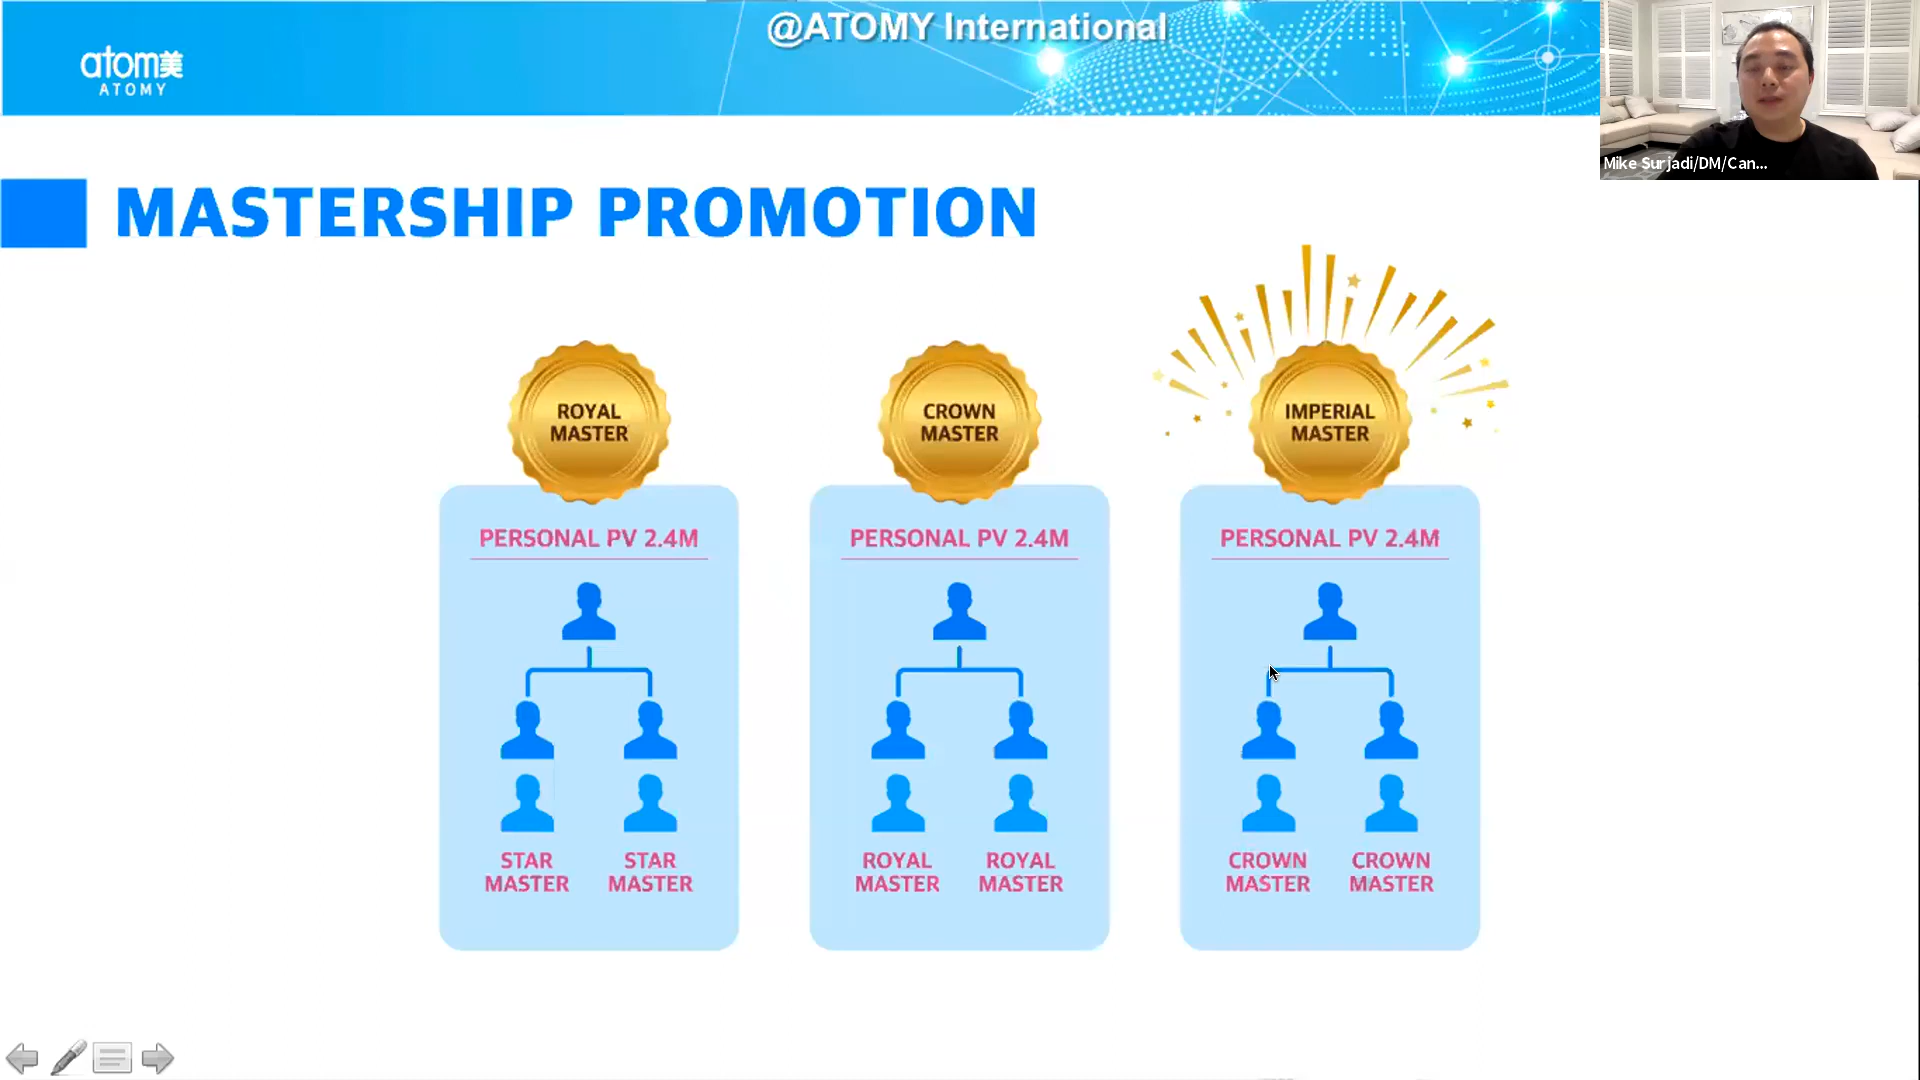 @ATOMY International
atom美
ATOMY
Mike Surjadi/DM/Can...
MASTERSHIP PROMOTION
ROYAL
MASTER
PERSONAL PV 2.4M
STAR
MASTER
STAR
MASTER
CROWN
MASTER
PERSONAL PV 2.4M
ROYAL
MASTER
ROYAL
MASTER
IMPERIAL
MASTER
PERSONAL PV 2.4M
CROWN
MASTER
CROWN
MASTER